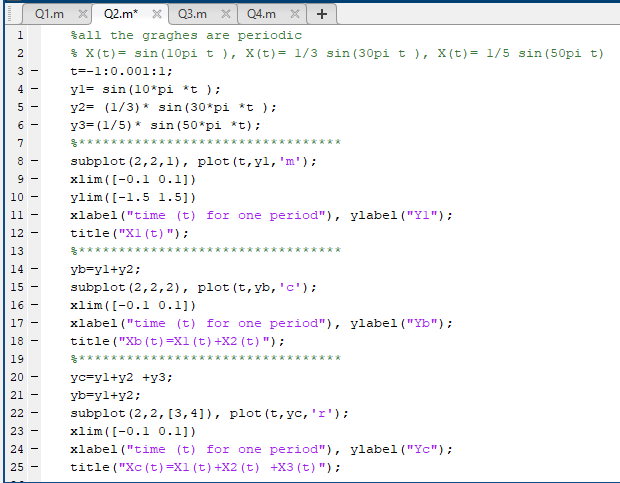 Q1.m × Q2.m* × Q3.m × Q4.m × +
1 %all the graghes are periodic
2 % X(t)= sin(10pi t ), X(t)= 1/3 sin(30pi t ), X(t)= 1/5 sin(50pi t)
3 – t=-1:0.001:1;
4 – y1= sin(10*pi *t );
5 – y2= (1/3)* sin(30*pi *t );
6 – y3=(1/5)* sin(50*pi *t);
7 %***********************************
8 – subplot(2,2,1), plot(t,y1,'m');
9 – xlim([-0.1 0.1])
10 – ylim([-1.5 1.5])
11 – xlabel("time (t) for one period"), ylabel("Y1");
12 – title("X1(t)");
13 %***********************************
14 – yb=y1+y2;
15 – subplot(2,2,2), plot(t,yb,'c');
16 – xlim([-0.1 0.1])
17 – xlabel("time (t) for one period"), ylabel("Yb");
18 – title("Xb(t)=X1(t)+X2(t)");
19 %***********************************
20 – yc=y1+y2 +y3;
21 – yb=y1+y2;
22 – subplot(2,2,[3,4]), plot(t,yc,'r');
23 – xlim([-0.1 0.1])
24 – xlabel("time (t) for one period"), ylabel("Yc");
25 – title("Xc(t)=X1(t)+X2(t) +X3(t)");